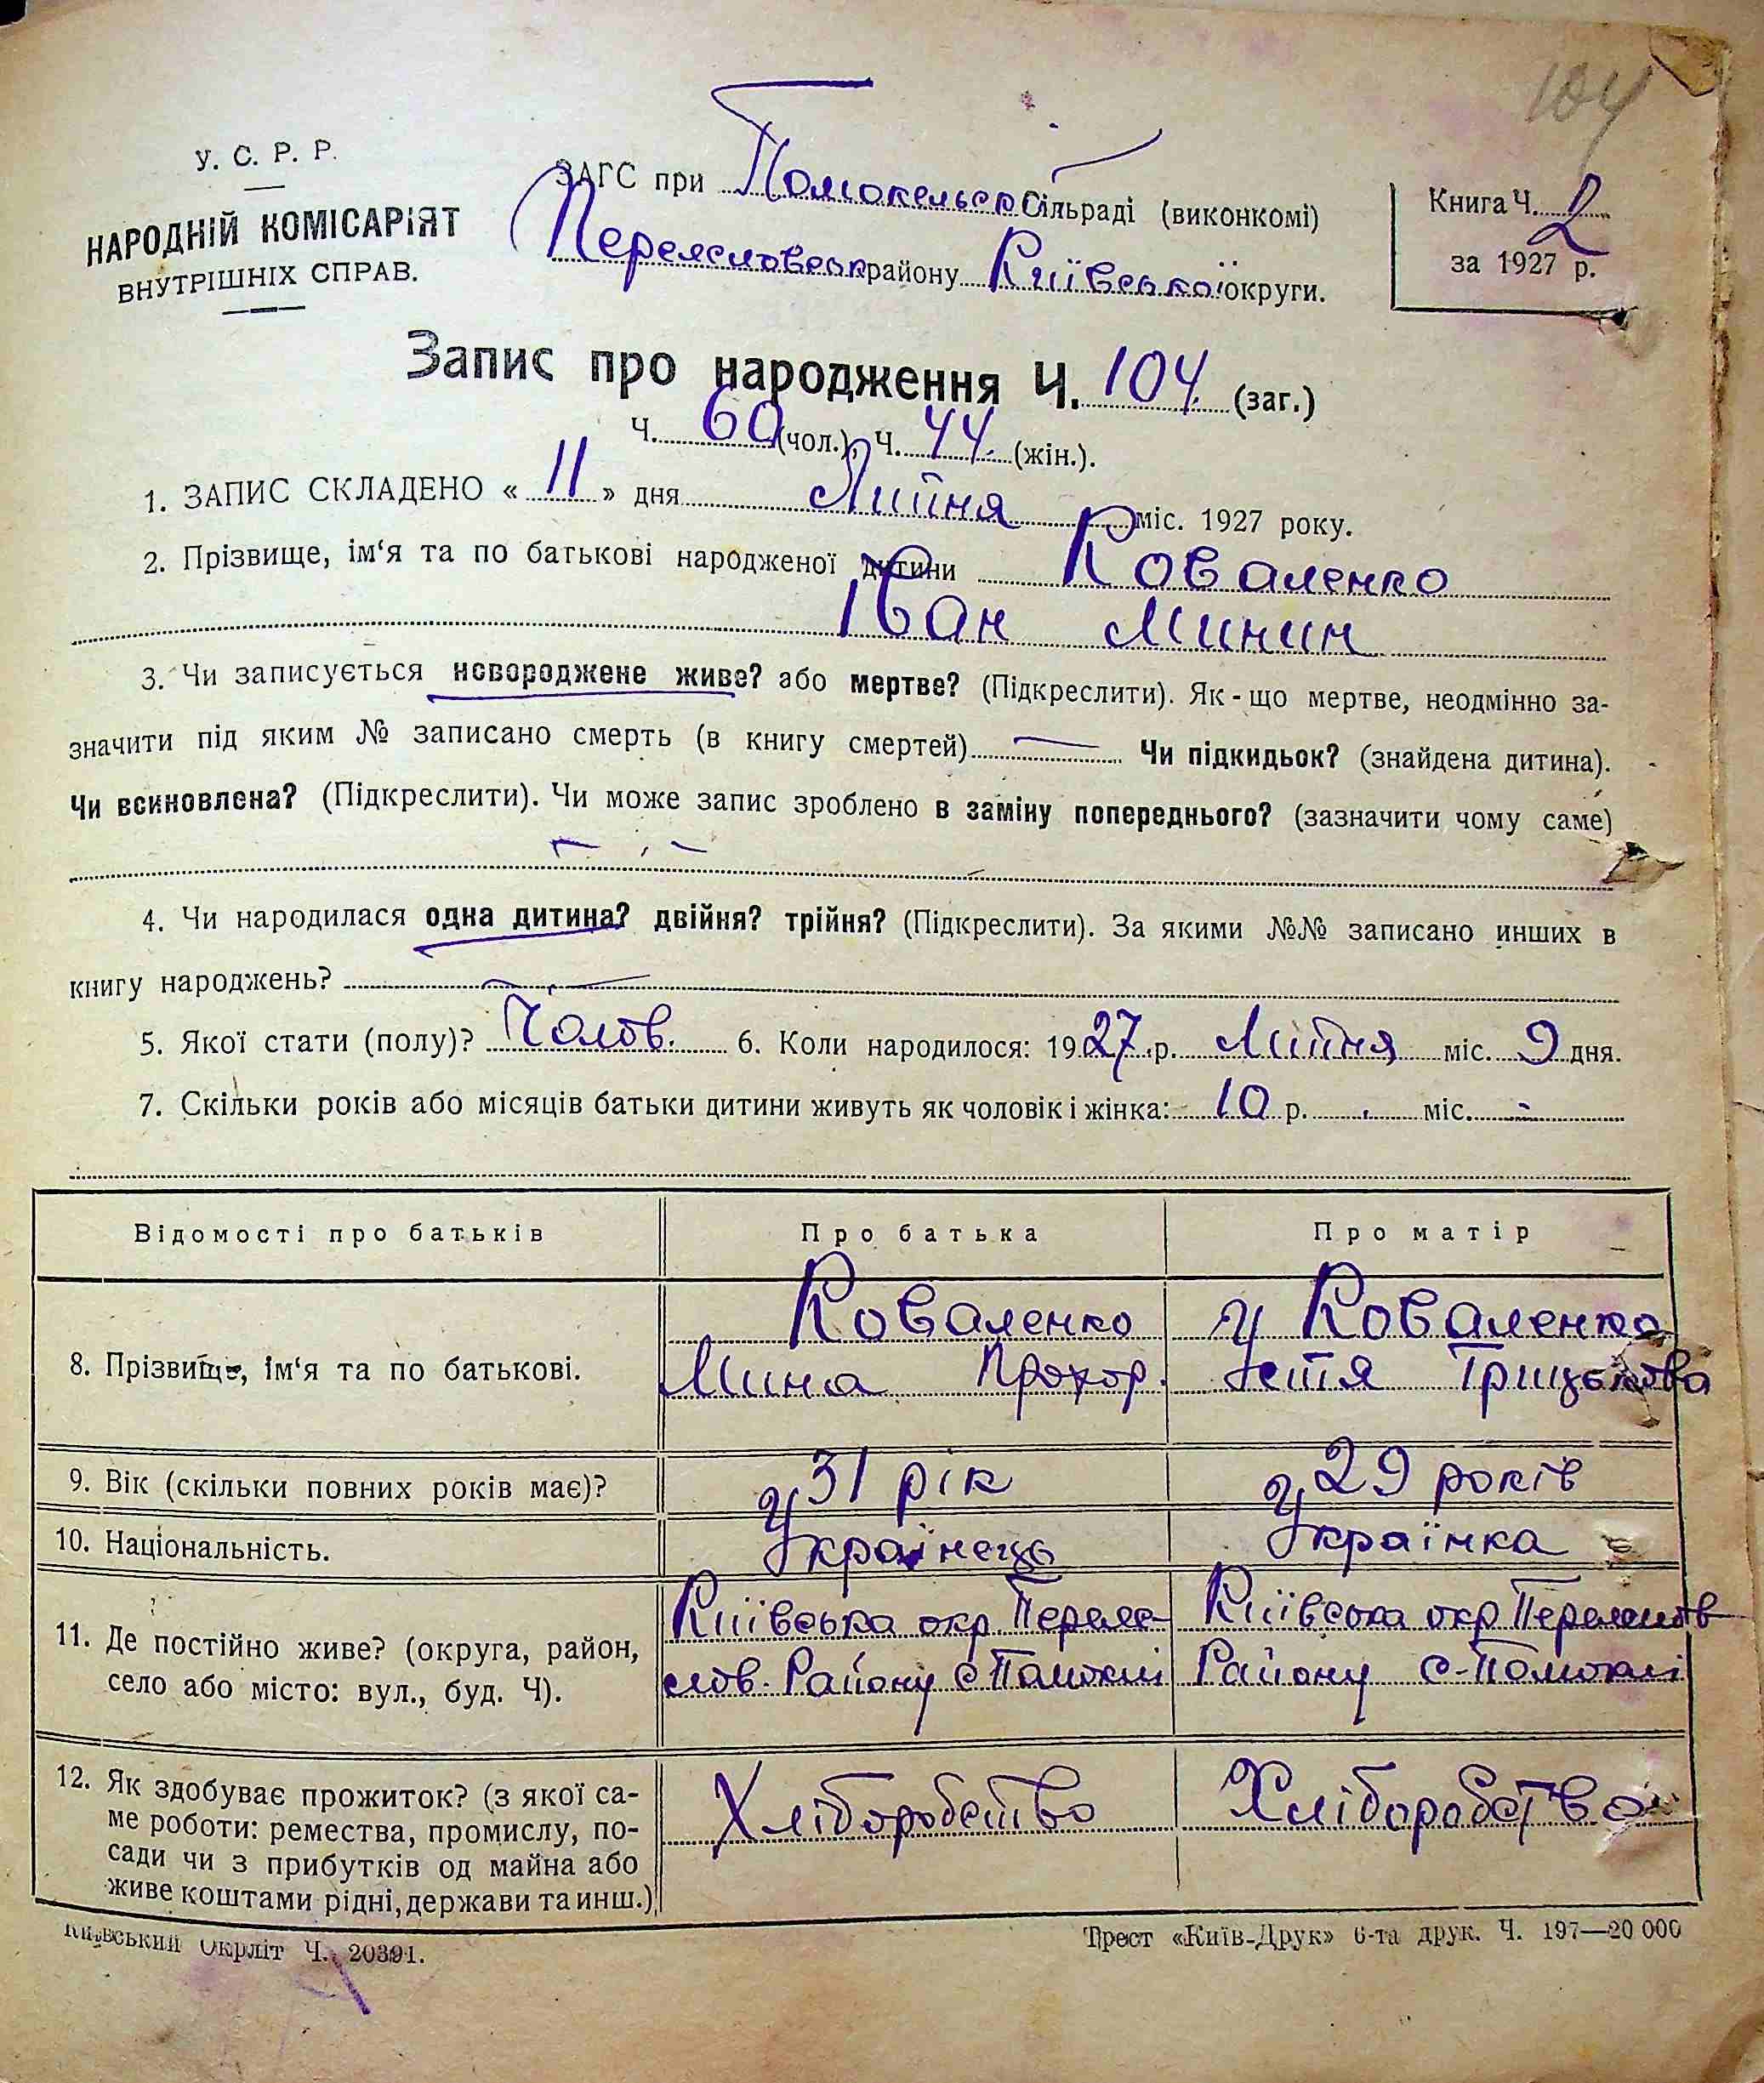 104
У. С. Р. Р.
НАРОДНІЙ КОМІСАРІЯТ
ВНУТРІШНІХ СПРАВ.
ЗАГС при Помокельськ Сільраді (виконкомі)
Переяславськ району Київської округи.
Книга Ч. 2
за 1927 р.
Запис про народження Ч. 104. (заг.)
Ч. 60 (чол.), Ч. 44. (жін.).
1. ЗАПИС СКЛАДЕНО « 11 » дня Липня міс. 1927 року.
2. Прізвище, ім‘я та по батькові народженої дитини Коваленко
Іван Минин
3. Чи записується новороджене живе? або мертве? (Підкреслити). Як - що мертве, неодмінно за-
значити під яким № записано смерть (в книгу смертей) — Чи підкидьок? (знайдена дитина).
Чи всиновлена? (Підкреслити). Чи може запис зроблено в заміну попереднього? (зазначити чому саме)
4. Чи народилася одна дитина? двійня? трійня? (Підкреслити). За якими №№ записано инших в
книгу народжень?
5. Якої стати (полу)? Чолов. 6. Коли народилося: 1927 р. Липня міс. 9 дня.
7. Скільки років або місяців батьки дитини живуть як чоловік і жінка: 10 р. міс. -
Відомості про батьків Про батька Про матір
8. Прізвище, ім‘я та по батькові.
Коваленко
Мина Прохор.
Коваленко
Грицькова
9. Вік (скільки повних років має)? 31 рік 29 років
10. Національність. Українець Українка
11. Де постійно живе? (округа, район,
село або місто: вул., буд. Ч).
Київська окр. Переяс-
лов. Району с. Помоклі
Київська окр. Переяслов
Району с. Помоклі
12. Як здобуває прожиток? (з якої са-
ме роботи: ремества, промислу, по-
сади чи з прибутків од майна або
живе коштами рідні, держави та инш.)
Хліборобство
Хліборобство
Київський Окрліт Ч. 20391.
Трест «Київ-Друк» 6-та друк. Ч. 197—20 000